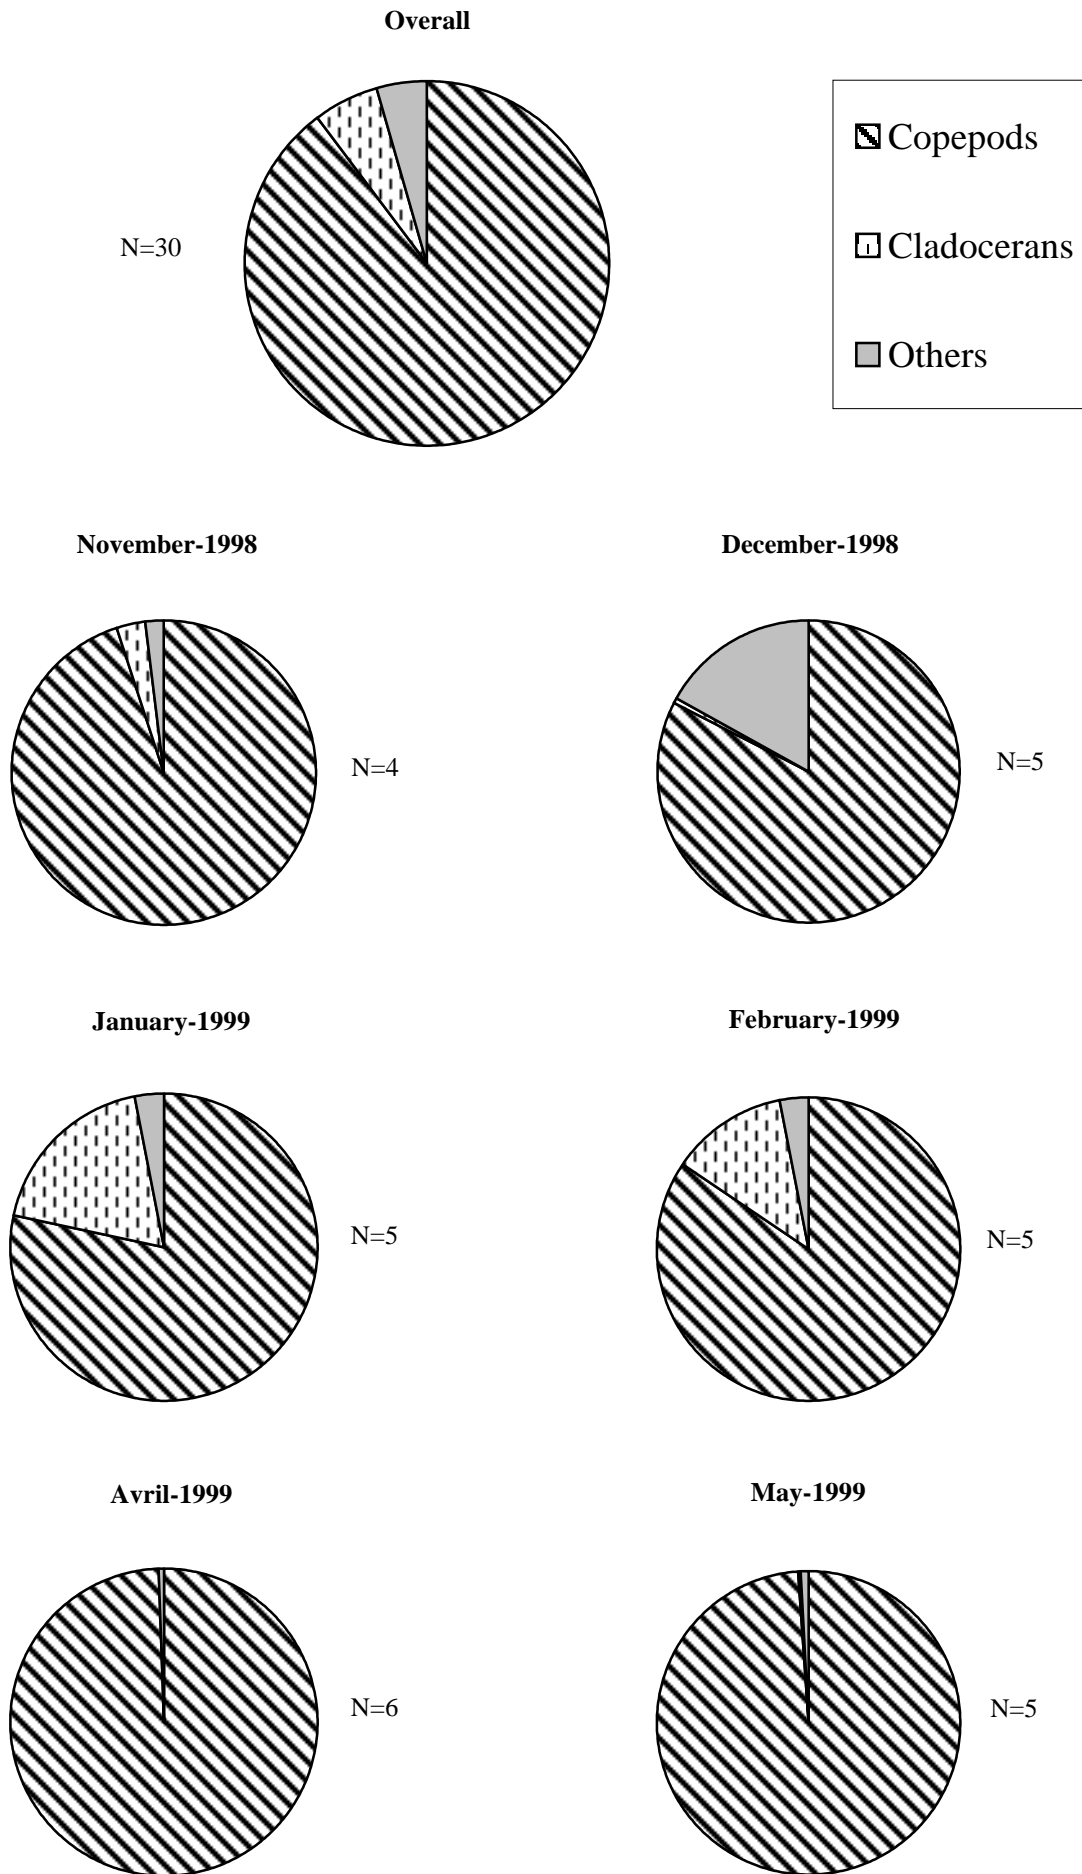 Overall
Copepods
Cladocerans
Others
N=30
November-1998
December-1998
N=4
N=5
January-1999
February-1999
N=5
N=5
Avril-1999
May-1999
N=6
N=5